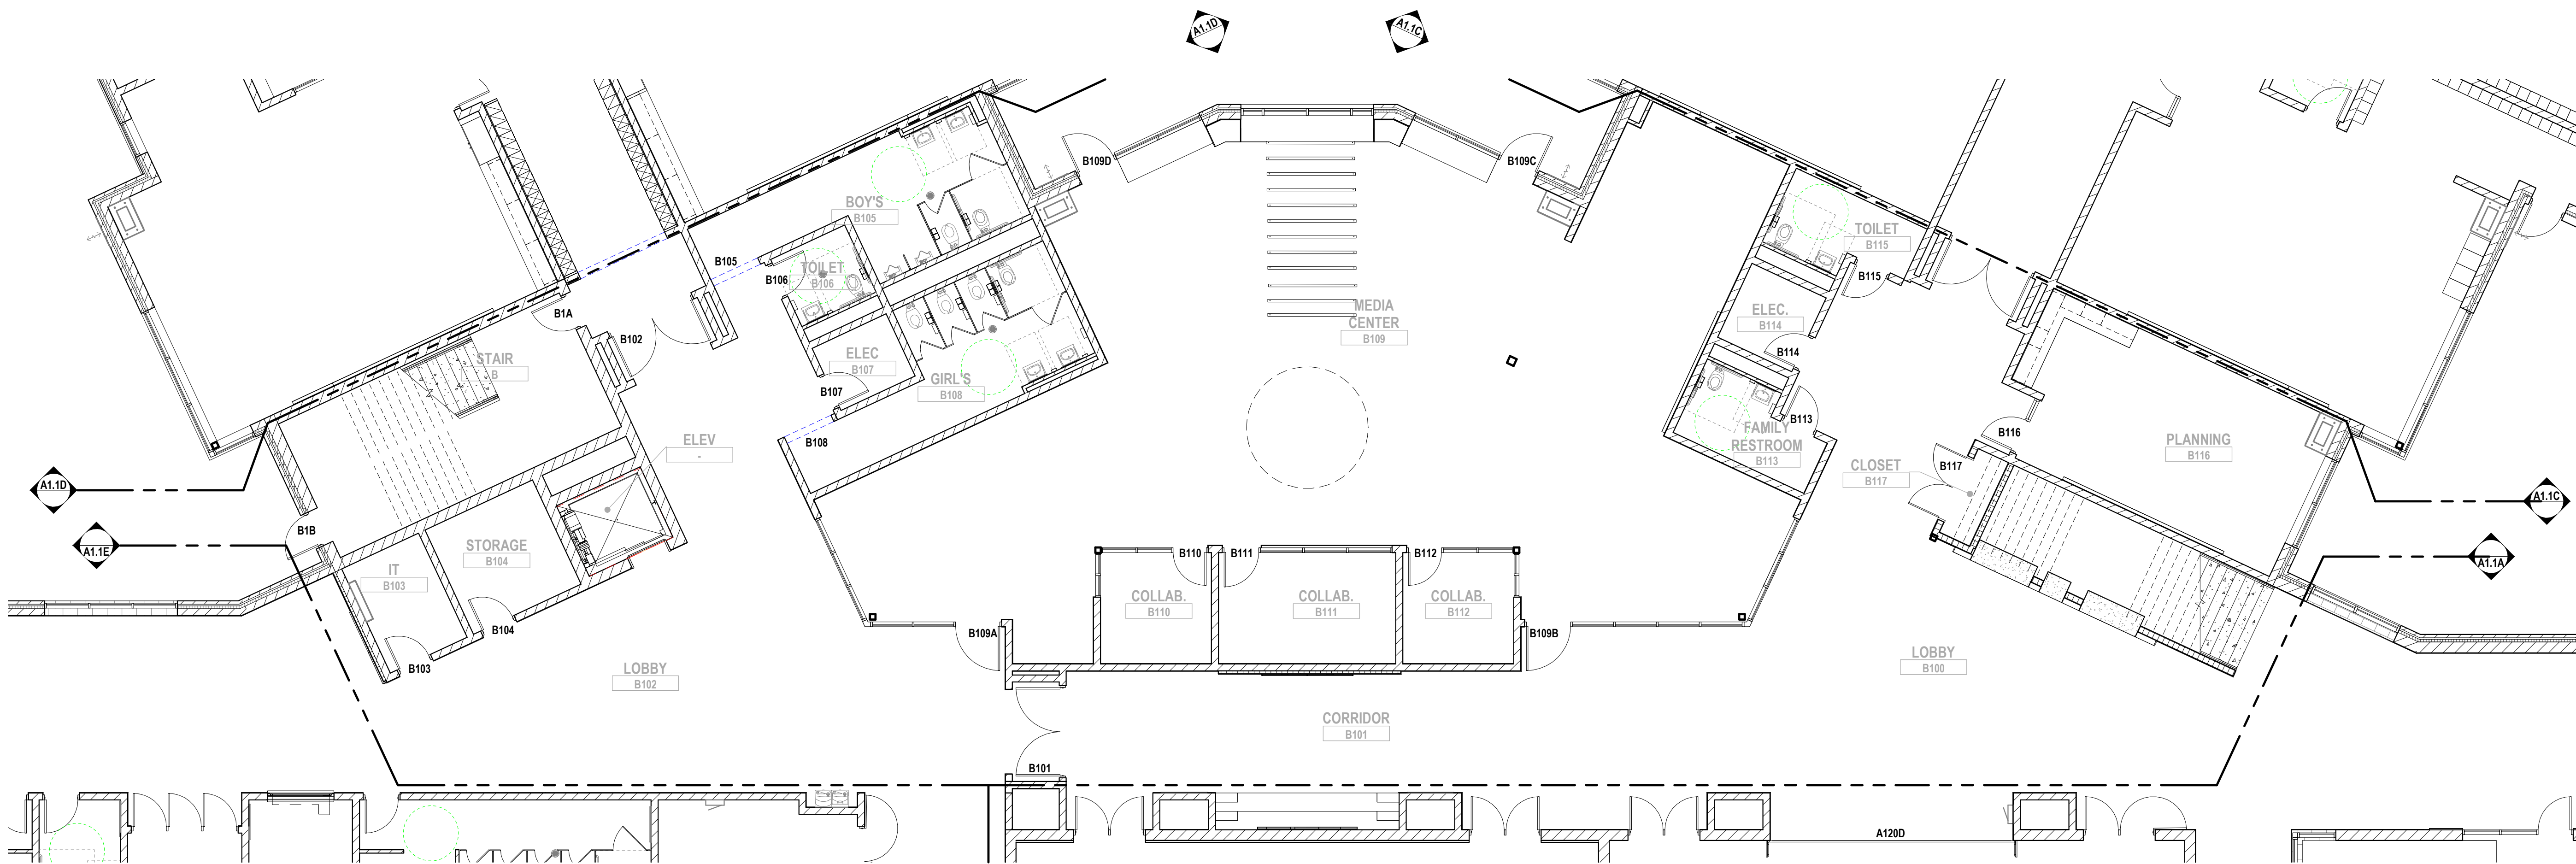 A1.1D
A1.1C
B109D
B109C
BOY'S
B105
TOILET
B115
B105
TOILET
B106
B106
B115
B1A
B102
MEDIA
CENTER
B109
ELEC.
B114
STAIR
B
ELEC
B107
B114
GIRL'S
B108
B107
B113
FAMILY
RESTROOM
B113
B108
ELEV
-
B116
PLANNING
B116
CLOSET
B117
B117
A1.1D
A1.1C
B1B
A1.1E
STORAGE
B104
B110
B111
B112
A1.1A
IT
B103
COLLAB.
B110
COLLAB.
B111
COLLAB.
B112
B104
B109A
B109B
B103
LOBBY
B102
LOBBY
B100
CORRIDOR
B101
B101
A120D